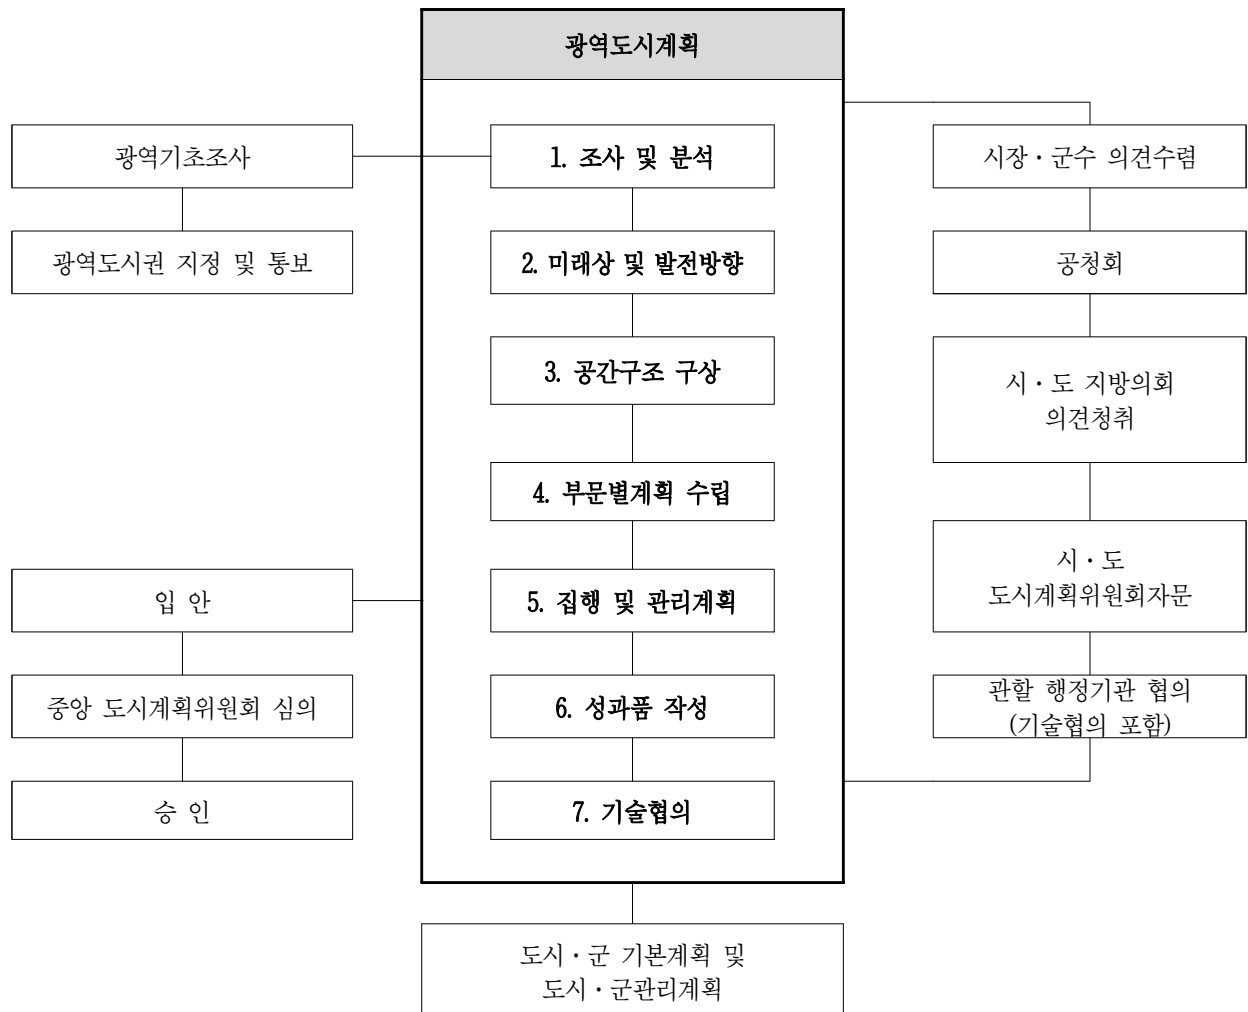 광역도시계획
광역기초조사
1. 조사 및 분석
시장·군수 의견수렴
광역도시권 지정 및 통보
2. 미래상 및 발전방향
공청회
3. 공간구조 구상
시·도 지방의회
의견청취
4. 부문별계획 수립
시·도
도시계획위원회자문
입 안
5. 집행 및 관리계획
중앙 도시계획위원회 심의
6. 성과품 작성
관할 행정기관 협의
(기술협의 포함)
승 인
7. 기술협의
도시·군 기본계획 및
도시·군관리계획